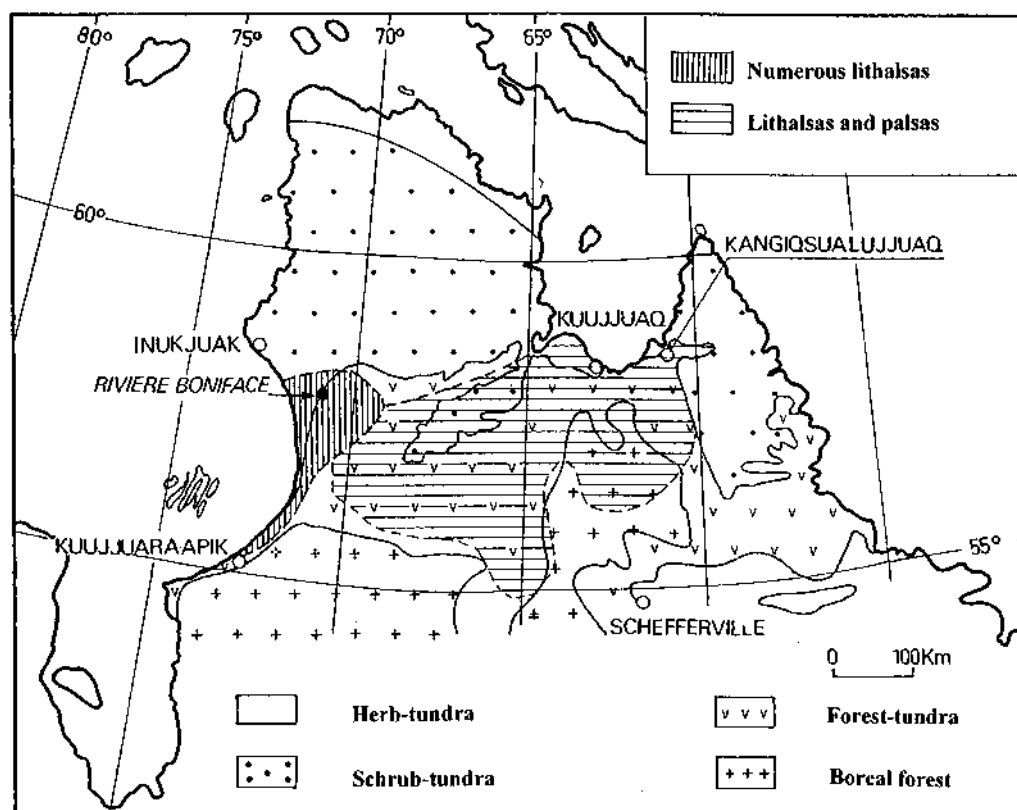 80°
75°
70°
65°
Numerous lithalsas
Lithalsas and palsas
60°
KANGIQSUALUJJUAQ
KUUJJUAQ
INUKJUAK
RIVIERE BONIFACE
KUUJJUARAAPIK
55°
SCHEFFERVILLE
0 100Km
Herb-tundra
Forest-tundra
Schrub-tundra
Boreal forest